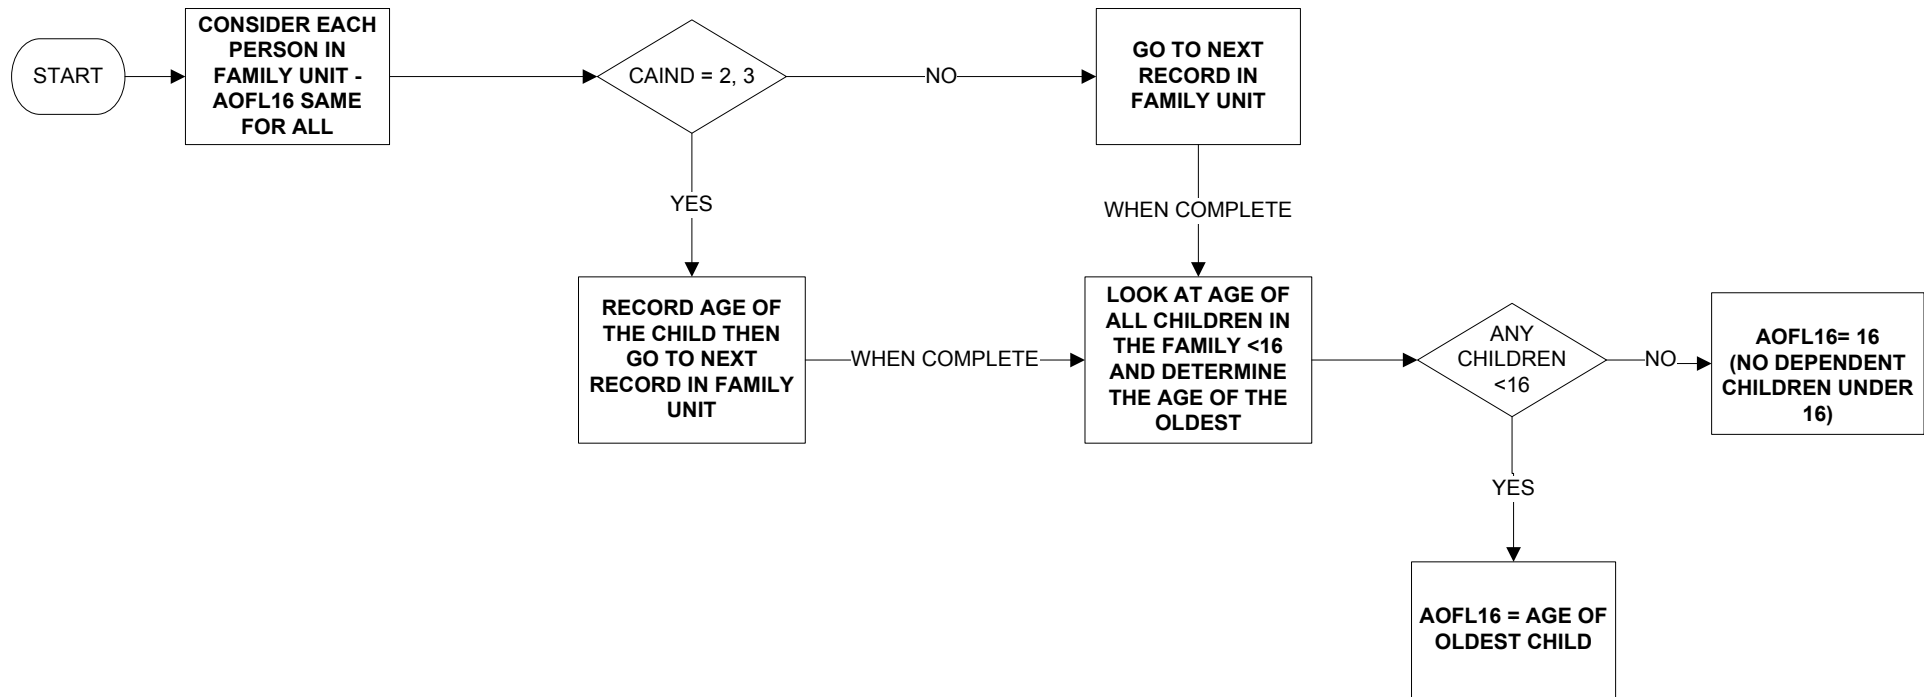 START
CONSIDER EACH
PERSON IN
FAMILY UNIT -
AOFL16 SAME
FOR ALL
CAIND = 2, 3
NO
GO TO NEXT
RECORD IN
FAMILY UNIT
YES
WHEN COMPLETE
RECORD AGE OF
THE CHILD THEN
GO TO NEXT
RECORD IN FAMILY
UNIT
WHEN COMPLETE
LOOK AT AGE OF
ALL CHILDREN IN
THE FAMILY <16
AND DETERMINE
THE AGE OF THE
OLDEST
ANY
CHILDREN
<16
NO
AOFL16= 16
(NO DEPENDENT
CHILDREN UNDER
16)
YES
AOFL16 = AGE OF
OLDEST CHILD